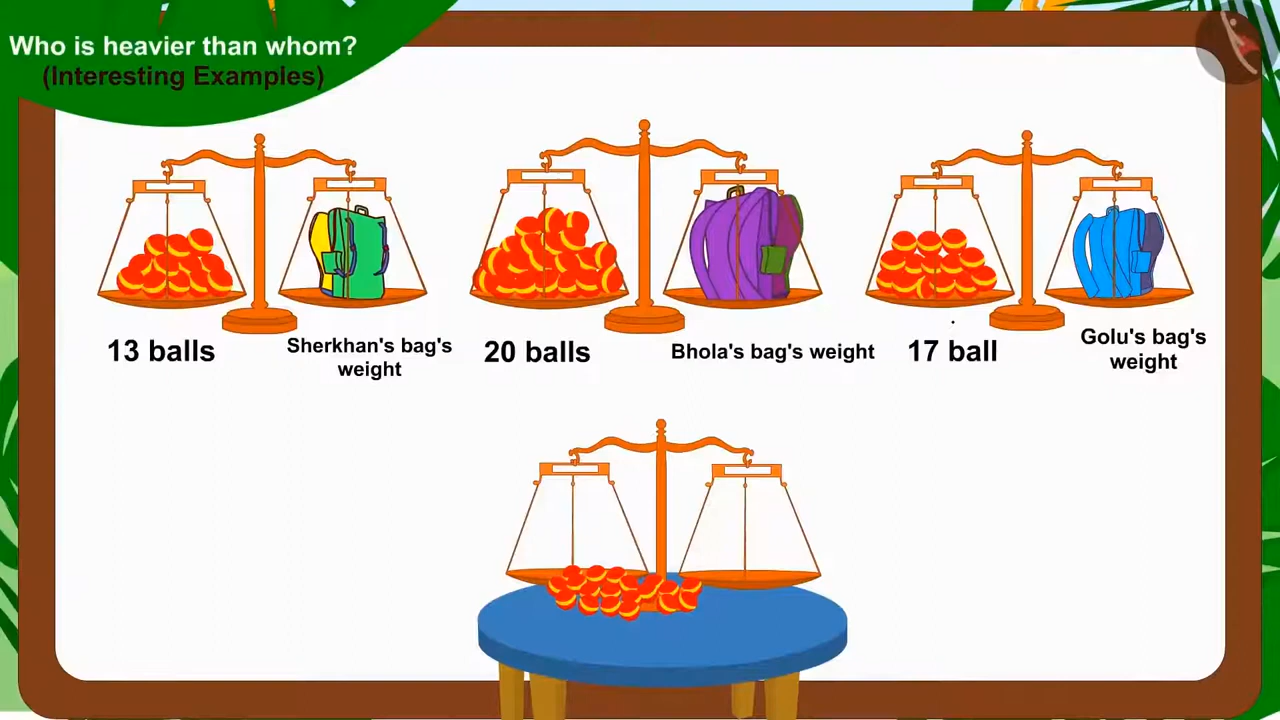 Who is heavier than whom?
(Interesting Examples)
13 balls
Sherkhan's bag's
weight
20 balls
Bhola's bag's weight
17 ball
Golu's bag's
weight